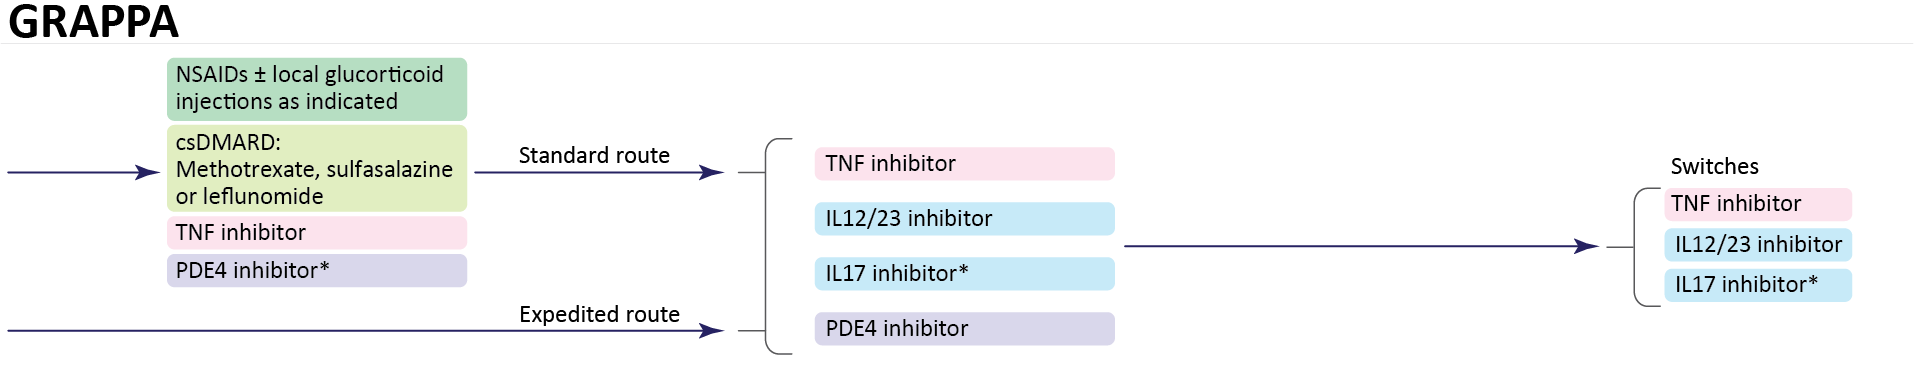 GRAPPA
NSAIDs ± local glucorticoid
injections as indicated
csDMARD:
Methotrexate, sulfasalazine
or leflunomide
TNF inhibitor
PDE4 inhibitor*
Standard route
Expedited route
TNF inhibitor
IL12/23 inhibitor
IL17 inhibitor*
PDE4 inhibitor
Switches
TNF inhibitor
IL12/23 inhibitor
IL17 inhibitor*